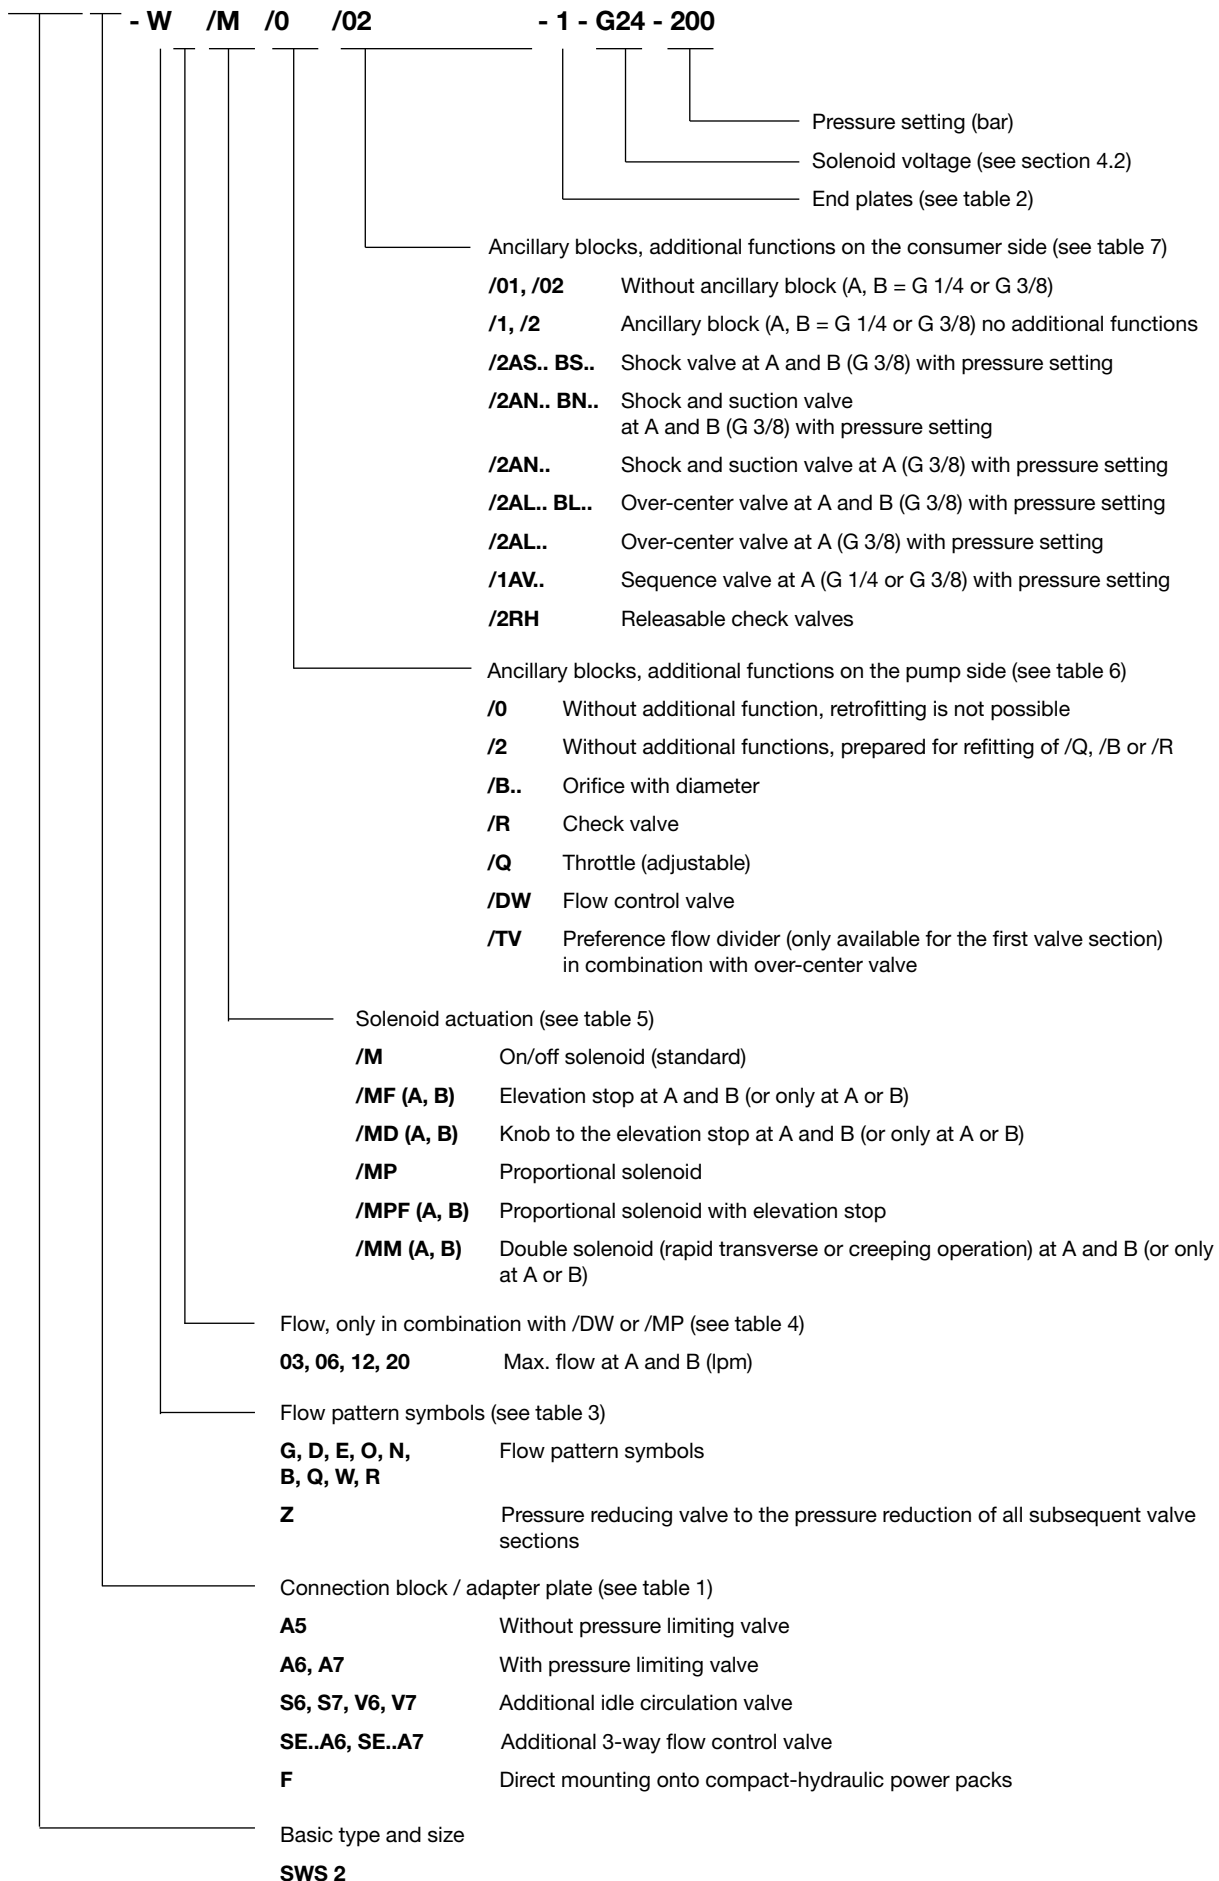 - W /M /0 /02 - 1 - G24 - 200
Pressure setting (bar)
Solenoid voltage (see section 4.2)
End plates (see table 2)
Ancillary blocks, additional functions on the consumer side (see table 7)
/01, /02 Without ancillary block (A, B = G 1/4 or G 3/8)
/1, /2 Ancillary block (A, B = G 1/4 or G 3/8) no additional functions
/2AS.. BS.. Shock valve at A and B (G 3/8) with pressure setting
/2AN.. BN.. Shock and suction valve
at A and B (G 3/8) with pressure setting
/2AN.. Shock and suction valve at A (G 3/8) with pressure setting
/2AL.. BL.. Over-center valve at A and B (G 3/8) with pressure setting
/2AL.. Over-center valve at A (G 3/8) with pressure setting
/1AV.. Sequence valve at A (G 1/4 or G 3/8) with pressure setting
/2RH Releasable check valves
Ancillary blocks, additional functions on the pump side (see table 6)
/0 Without additional function, retrofitting is not possible
/2 Without additional functions, prepared for refitting of /Q, /B or /R
/B.. Orifice with diameter
/R Check valve
/Q Throttle (adjustable)
/DW Flow control valve
/TV Preference flow divider (only available for the first valve section)
in combination with over-center valve
Solenoid actuation (see table 5)
/M On/off solenoid (standard)
/MF (A, B) Elevation stop at A and B (or only at A or B)
/MD (A, B) Knob to the elevation stop at A and B (or only at A or B)
/MP Proportional solenoid
/MPF (A, B) Proportional solenoid with elevation stop
/MM (A, B) Double solenoid (rapid transverse or creeping operation) at A and B (or only
at A or B)
Flow, only in combination with /DW or /MP (see table 4)
03, 06, 12, 20 Max. flow at A and B (lpm)
Flow pattern symbols (see table 3)
G, D, E, O, N, Flow pattern symbols
B, Q, W, R
Z Pressure reducing valve to the pressure reduction of all subsequent valve
sections
Connection block / adapter plate (see table 1)
A5 Without pressure limiting valve
A6, A7 With pressure limiting valve
S6, S7, V6, V7 Additional idle circulation valve
SE..A6, SE..A7 Additional 3-way flow control valve
F Direct mounting onto compact-hydraulic power packs
Basic type and size
SWS 2